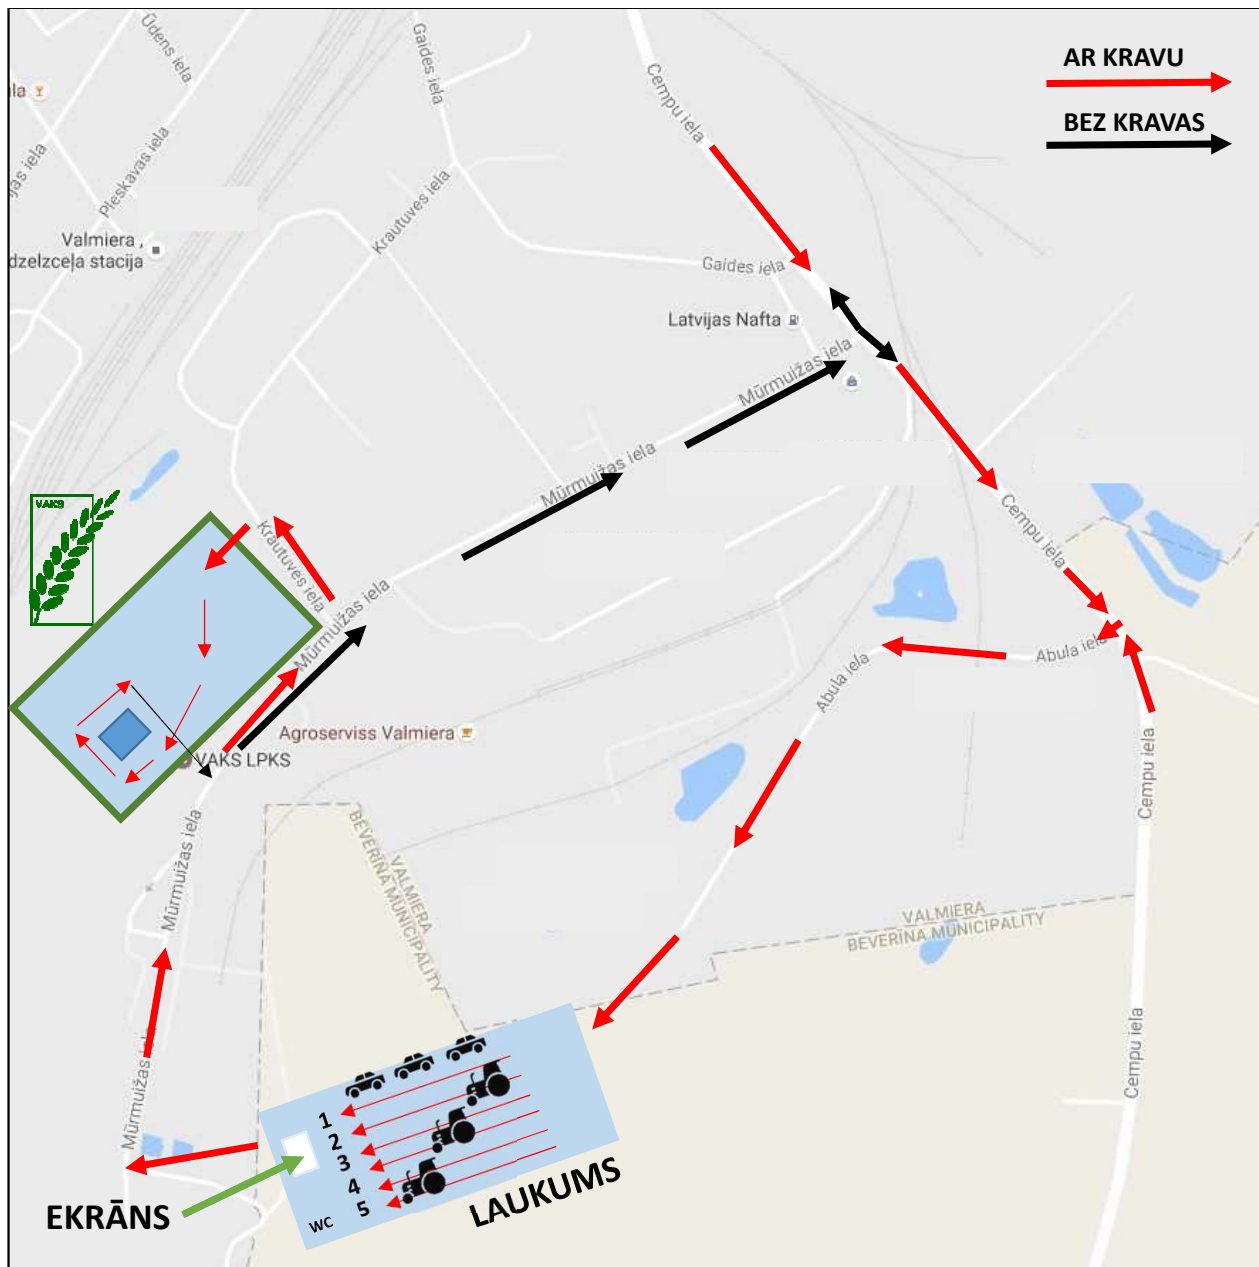 Ūdens iela
Gaides iela
Cempu iela
AR KRAVU
BEZ KRAVAS
Pleskavas iela
Krautuves iela
Valmiera
dzelzceļa stacija
Gaides iela
Latvijas Nafta
Mūrmuižas iela
Mūrmuižas iela
VAKS
Krautuves iela
Mūrmuižas iela
Cempu iela
Abula iela
Abula iela
Agroserviss Valmiera
VAKS LPKS
Cempu iela
Mūrmuižas iela
VALMIERA
BEVERĪNA MUNICIPALITY
VALMIERA
BEVERĪNA MUNICIPALITY
Mūrmuižas iela
Cempu iela
1
2
3
4
5
WC
LAUKUMS
EKRĀNS